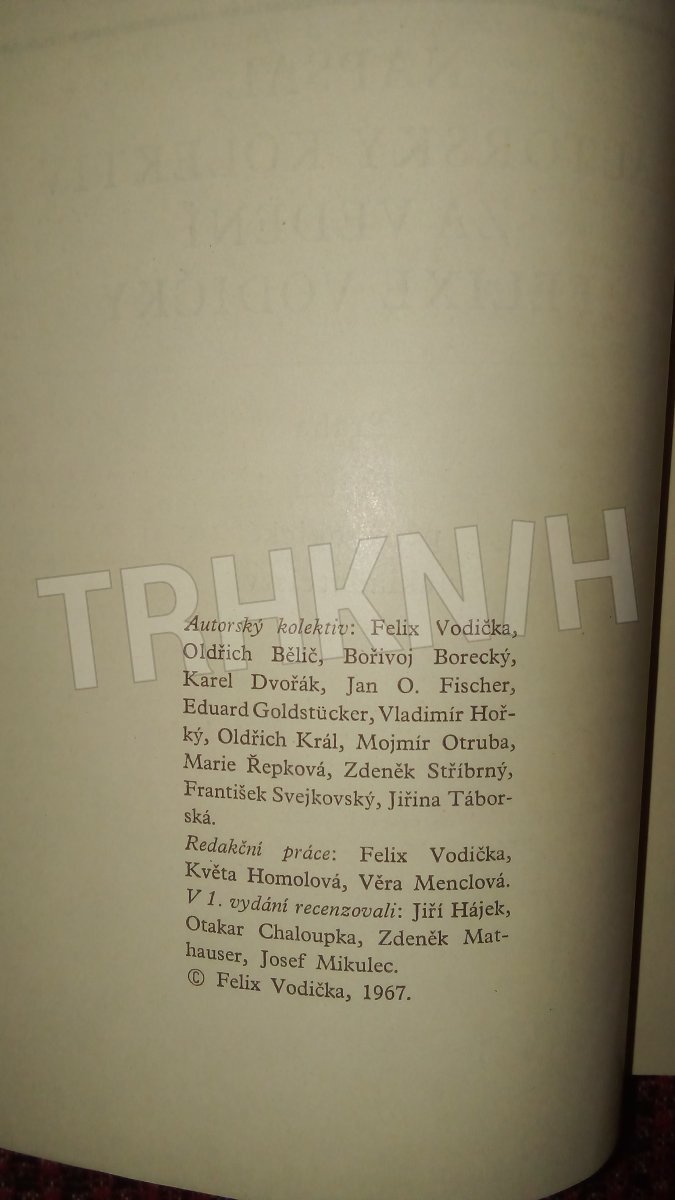 TRHKNIH
Autorský kolektiv: Felix Vodička,
Oldřich Bělič, Bořivoj Borecký,
Karel Dvořák, Jan O. Fischer,
Eduard Goldstücker, Vladimír Hoř-
ký, Oldřich Král, Mojmír Otruba,
Marie Řepková, Zdeněk Stříbrný,
František Svejkovský, Jiřina Tábor-
ská.
Redakční práce: Felix Vodička,
Květa Homolová, Věra Menclová.
V 1. vydání recenzovali: Jiří Hájek,
Otakar Chaloupka, Zdeněk Mat-
hauser, Josef Mikulec.
© Felix Vodička, 1967.